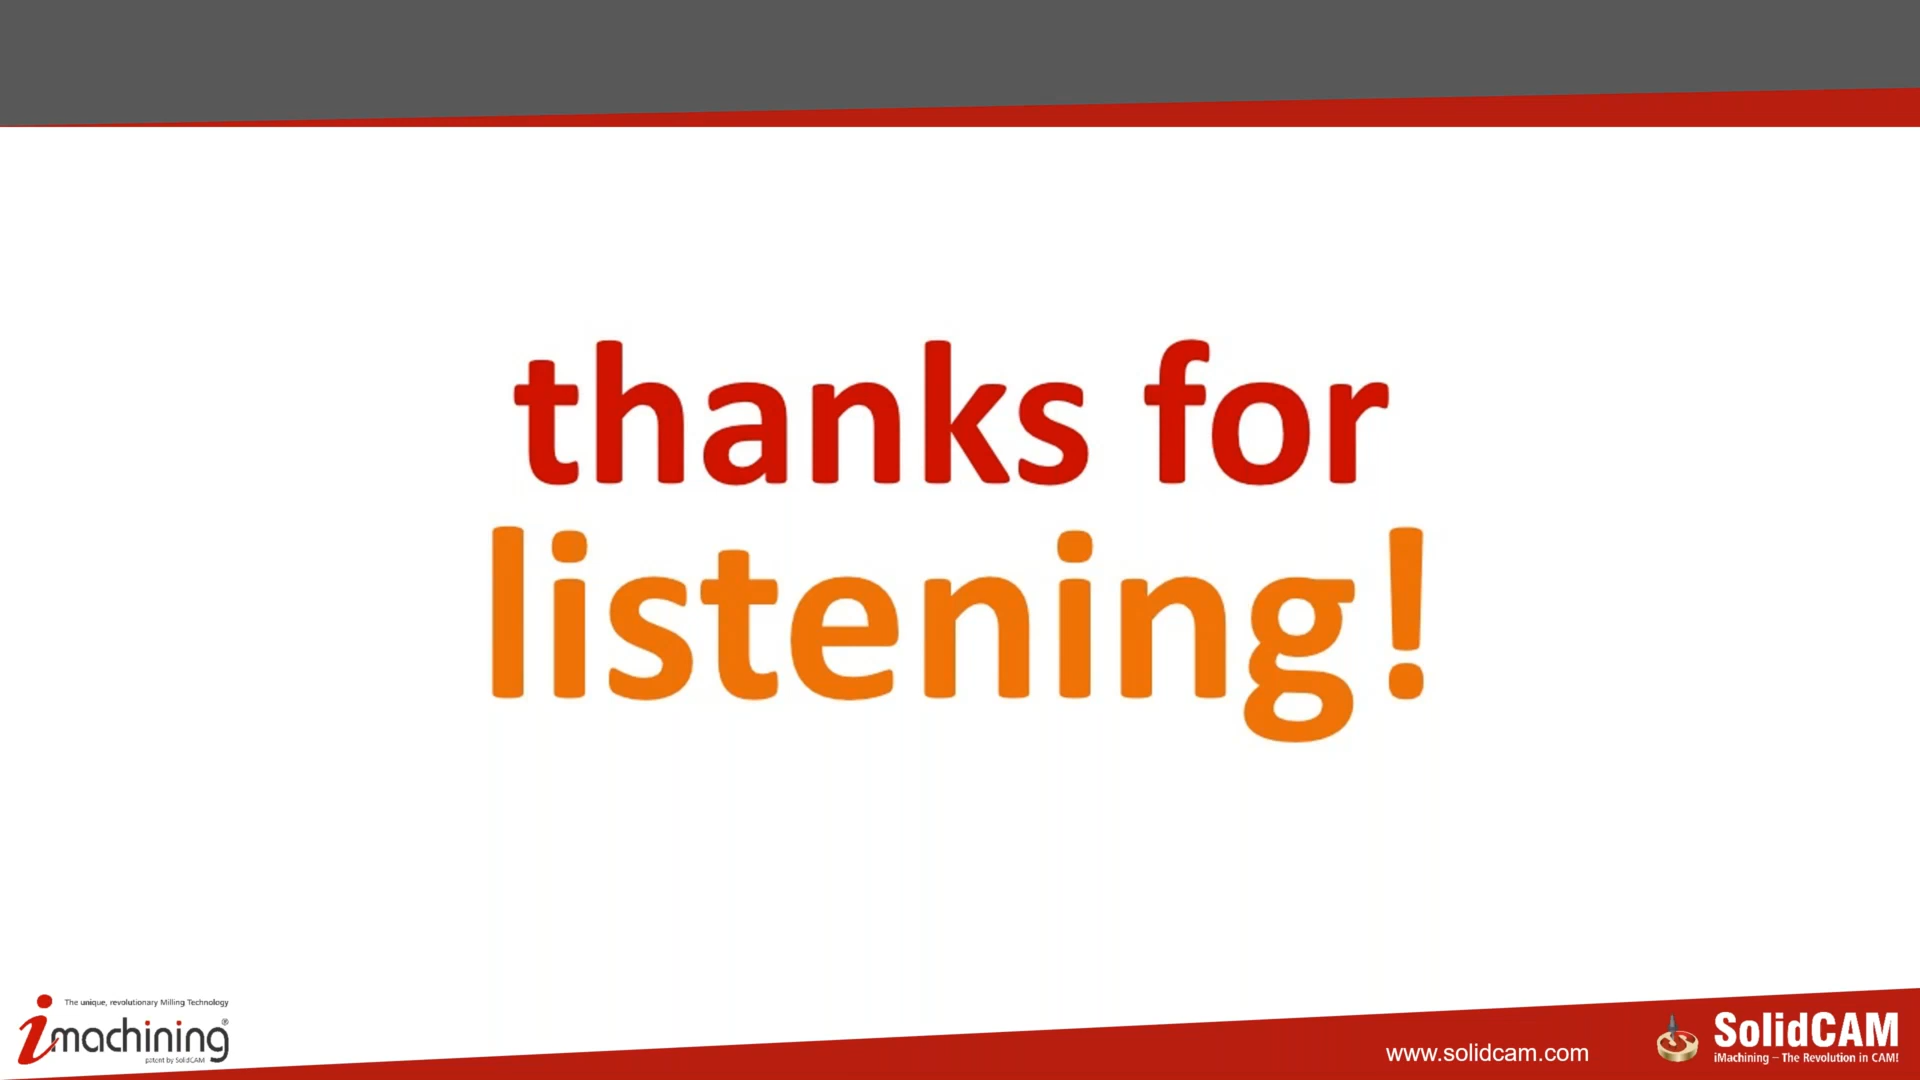 thanks for
listening!
The unique, revolutionary Milling Technology
imachining®
patent by SolidCAM
www.solidcam.com
SolidCAM
iMachining – The Revolution in CAM!